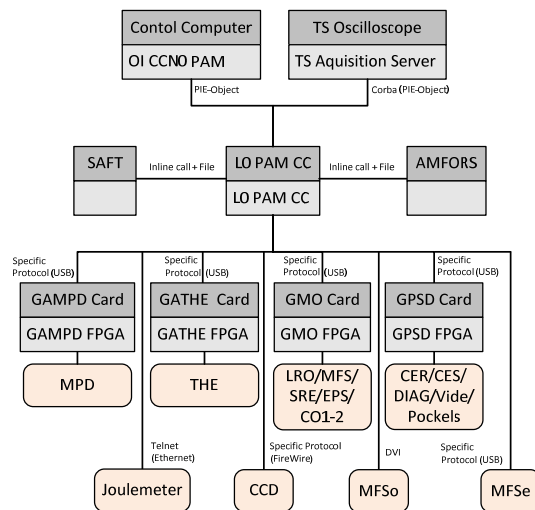 Contol Computer
OI CCN0 PAM
TS Oscilloscope
TS Aquisition Server
PIE-Object
Corba (PIE-Object)
SAFT
Inline call + File
L0 PAM CC
L0 PAM CC
Inline call + File
AMFORS
Specific
Protocol (USB)
Specific
Protocol (USB)
Specific
Protocol (USB)
Specific
Protocol (USB)
GAMPD Card
GAMPD FPGA
GATHE Card
GATHE FPGA
GMO Card
GMO FPGA
GPSD Card
GPSD FPGA
MPD
THE
LRO/MFS/
SRE/EPS/
CO1-2
CER/CES/
DIAG/Vide/
Pockels
Telnet
(Ethernet)
Specific Protocol
(FireWire)
DVI
Specific
Protocol (USB)
Joulemeter
CCD
MFSo
MFSe